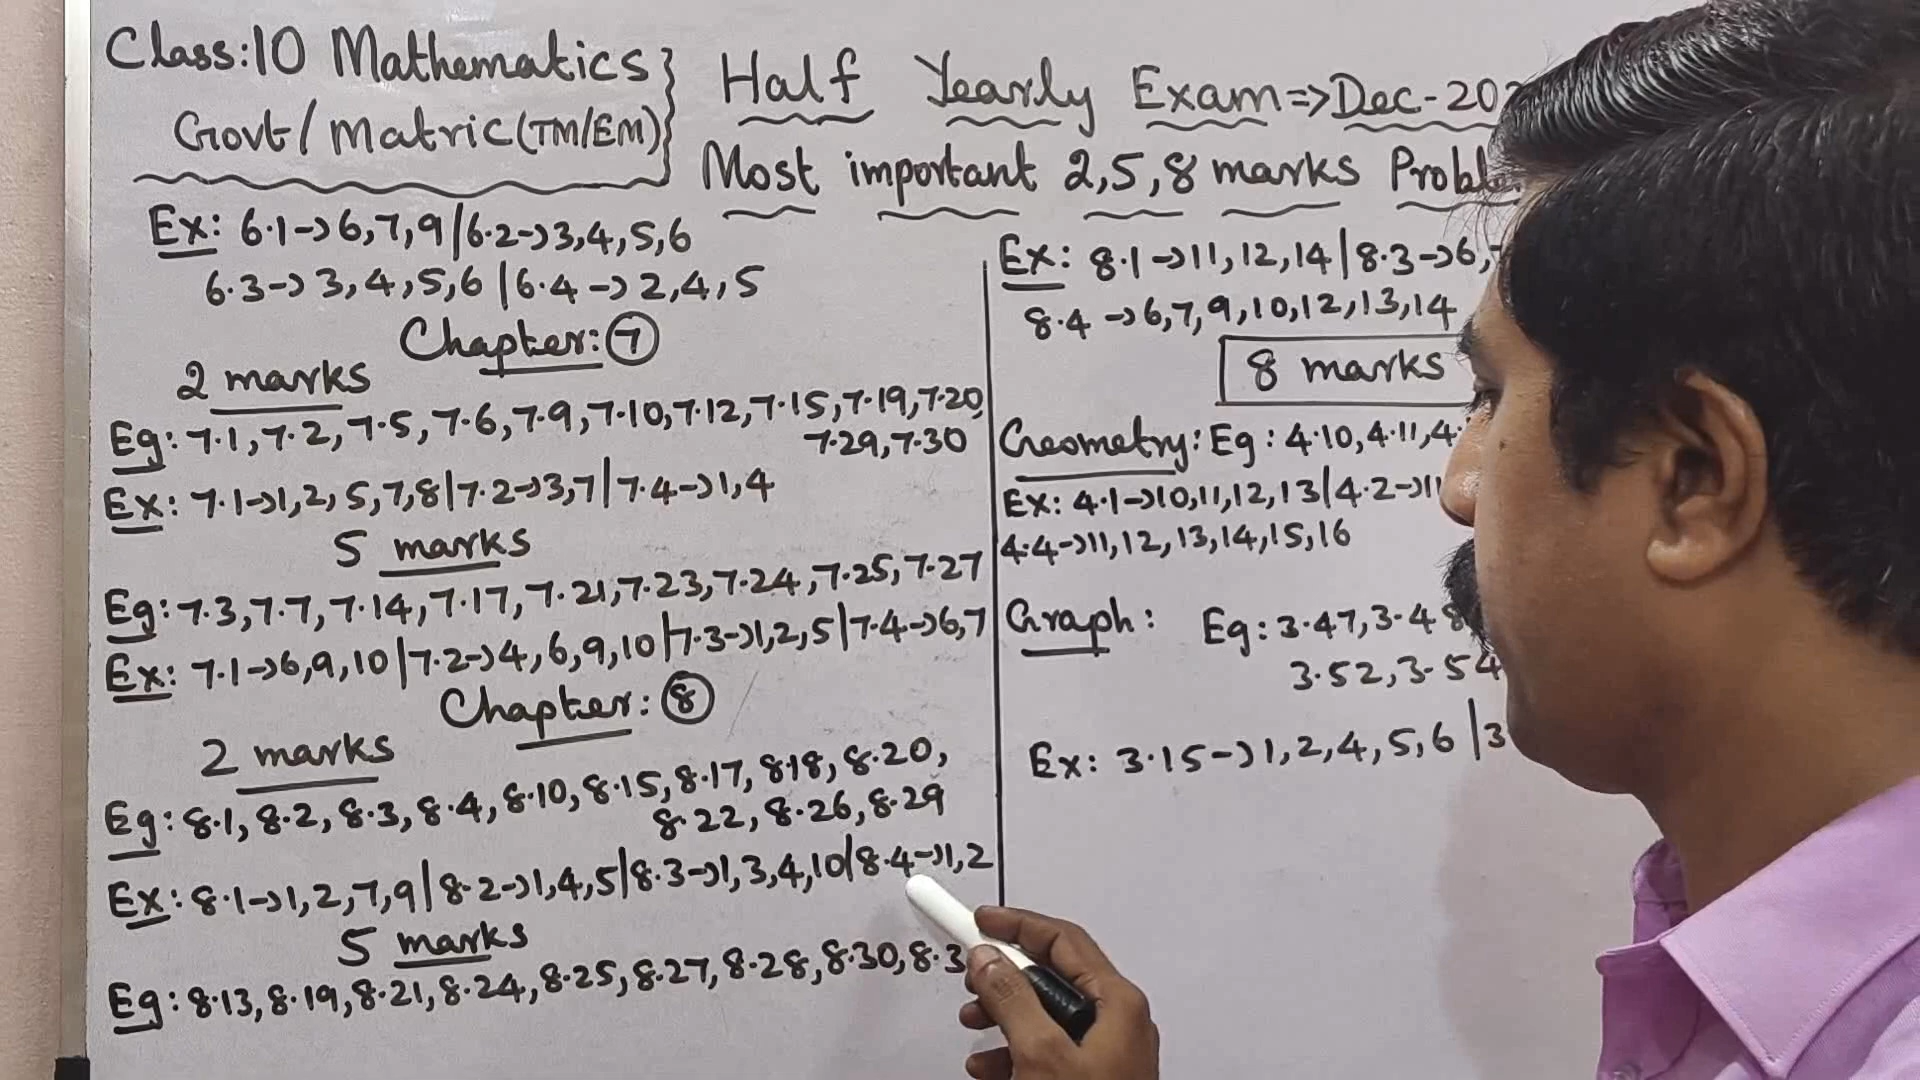 Class:10 Mathematics
Govt/Matric(TM/EM)
Half Yearly Exam=>Dec-202
Most important 2,5,8 marks
Ex: 6.1->6,7,9|6.2->3,4,5,6
6.3->3,4,5,6|6.4->2,4,5
Chapter:7
2 marks
Eg:7.1,7.2,7.5,7.6,7.9,7.10,7.12,7.15,7.19,7.20,
7.29,7.30
Ex: 7.1->1,2,5,7,8|7.2->3,7|7.4->1,4
5 marks
Eg:7.3,7.7,7.14,7.17,7.21,7.23,7.24,7.25,7.27
Ex: 7.1->6,9,10|7.2->4,6,9,10|7.3->1,2,5|7.4->6,7
Chapter:8
2 marks
Eg:8.1,8.2,8.3,8.4,8.10,8.15,8.17,8.18,8.20,
8.22,8.26,8.29
Ex:8.1->1,2,7,9|8.2->1,4,5|8.3->1,3,4,10|8.4->1,2
5 marks
Eg:8.13,8.19,8.21,8.24,8.25,8.27,8.28,8.30,8.3
Ex: 8.1->11,12,14|8.3->6,
8.4->6,7,9,10,12,13,14
8 marks
Geometry: Eg: 4.10,4.11,4.
Ex: 4.1->10,11,12,13|4.2->11
4.4->11,12,13,14,15,16
Graph: Eg:3.47,3.48
3.52,3.54
Ex: 3.15->1,2,4,5,6|3